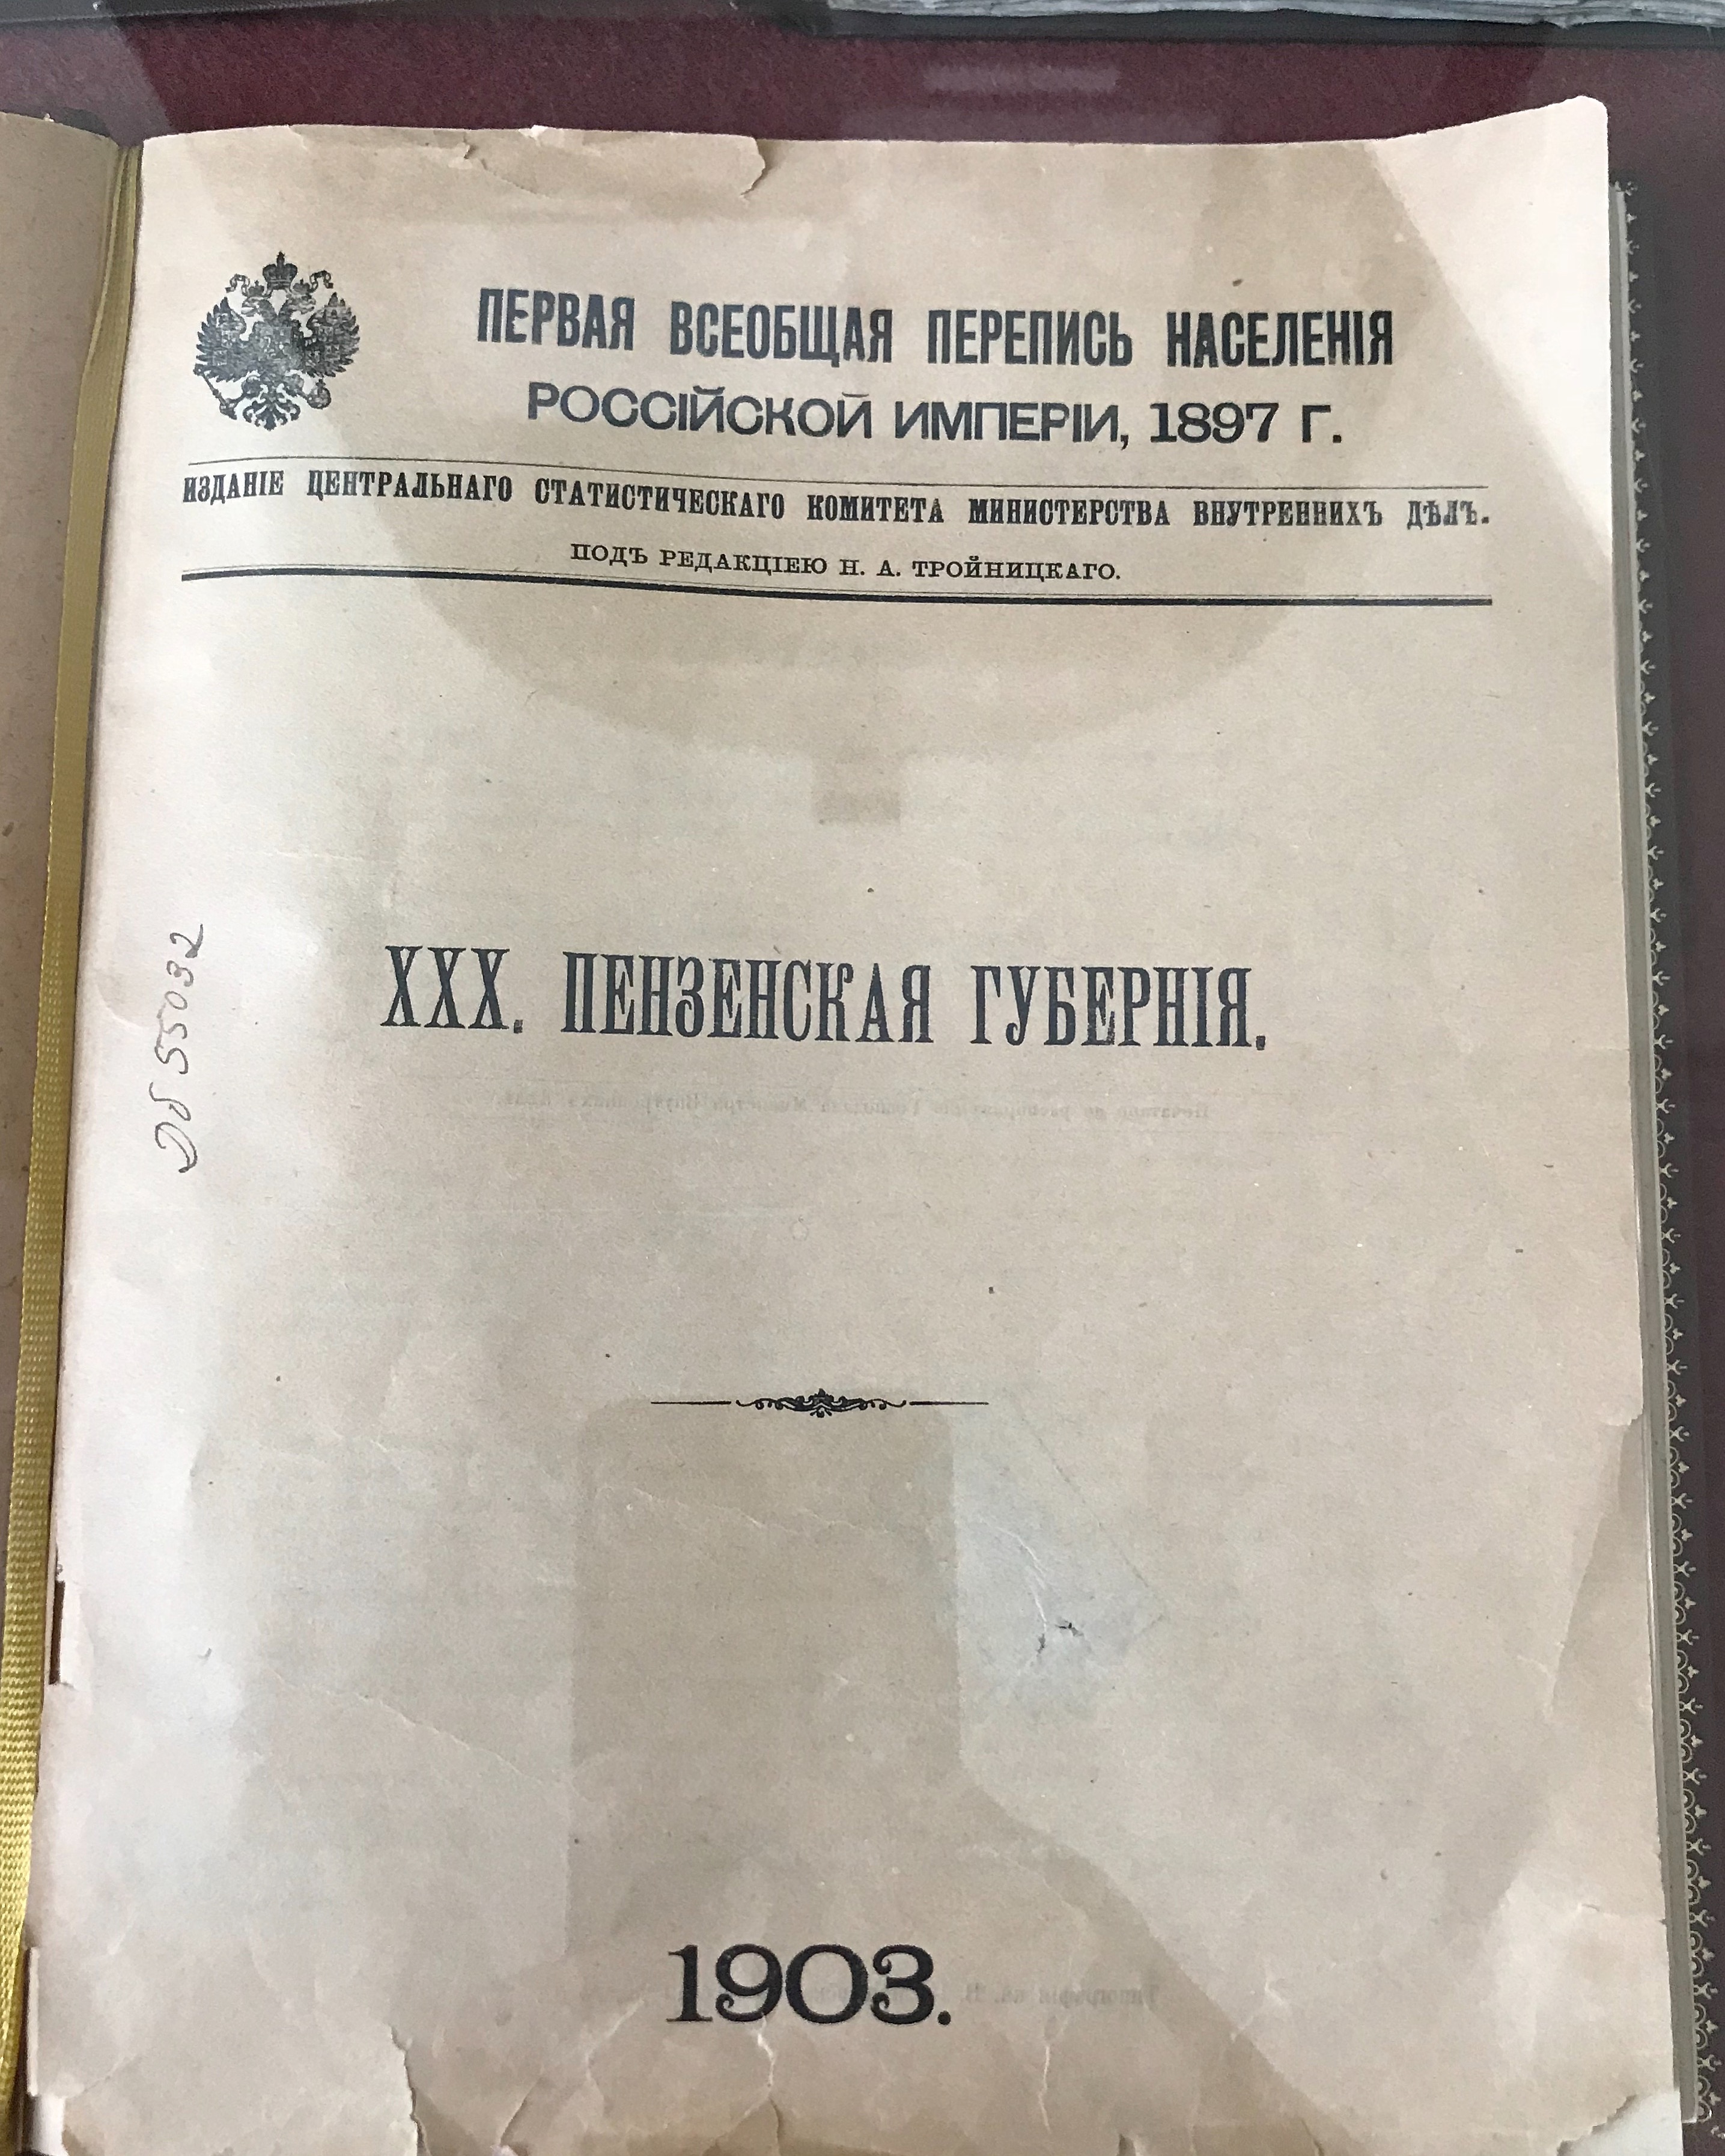 ПЕРВАЯ ВСЕОБЩАЯ ПЕРЕПИСЬ НАСЕЛЕНІЯ
РОССІЙСКОЙ ИМПЕРІИ, 1897 Г.
ИЗДАНІЕ ЦЕНТРАЛЬНАГО СТАТИСТИЧЕСКАГО КОМИТЕТА МИНИСТЕРСТВА ВНУТРЕННИХЪ ДѢЛЪ.
ПОДЪ РЕДАКЦІЕЮ Н. А. ТРОЙНИЦКАГО.
55032
XXX. ПЕНЗЕНСКАЯ ГУБЕРНІЯ.
1903.